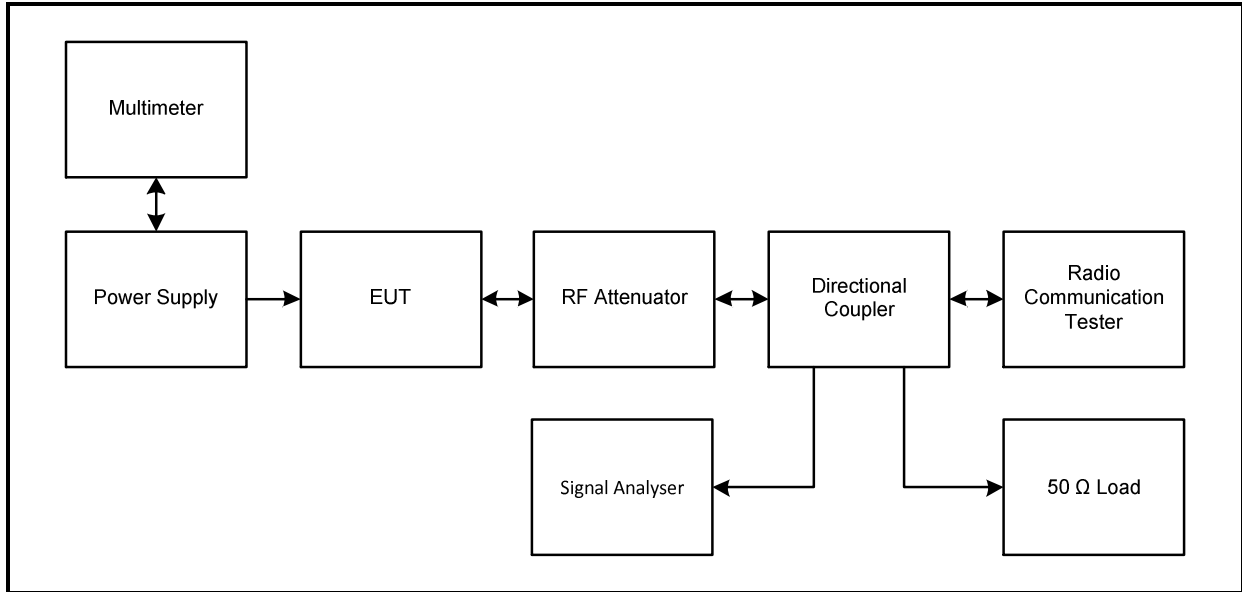 Multimeter
Power Supply
EUT
RF Attenuator
Directional
Coupler
Radio
Communication
Tester
Signal Analyser
50 Ω Load